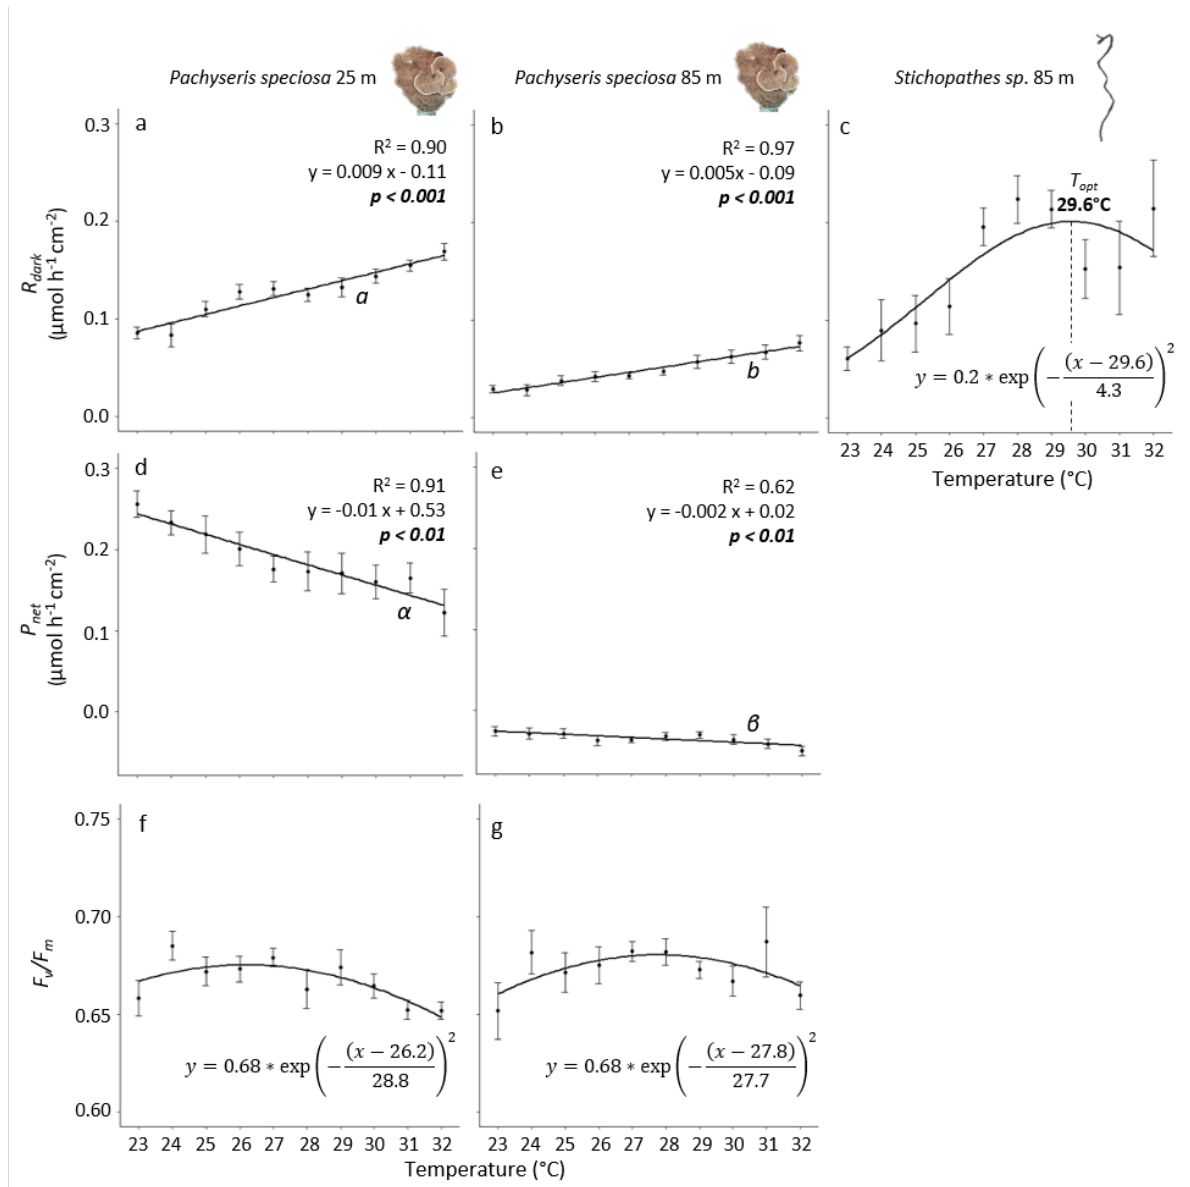 Pachyseris speciosa 25 m
Pachyseris speciosa 85 m
Stichopathes sp. 85 m
a
R² = 0.90
y = 0.009 x - 0.11
p < 0.001
a
0.3
0.2
0.1
0.0
R_dark
(µmol h⁻¹ cm⁻²)
b
R² = 0.97
y = 0.005x - 0.09
p < 0.001
b
c
T_opt
29.6°C
y = 0.2 * exp (-(x − 29.6)/4.3)²
23 24 25 26 27 28 29 30 31 32
Temperature (°C)
d
R² = 0.91
y = -0.01 x + 0.53
p < 0.01
α
0.3
0.2
0.1
0.0
P_net
(µmol h⁻¹ cm⁻²)
e
R² = 0.62
y = -0.002 x + 0.02
p < 0.01
β
f
0.75
0.70
0.65
0.60
F_v/F_m
y = 0.68 * exp (-(x − 26.2)/28.8)²
23 24 25 26 27 28 29 30 31 32
g
y = 0.68 * exp (-(x − 27.8)/27.7)²
23 24 25 26 27 28 29 30 31 32
Temperature (°C)